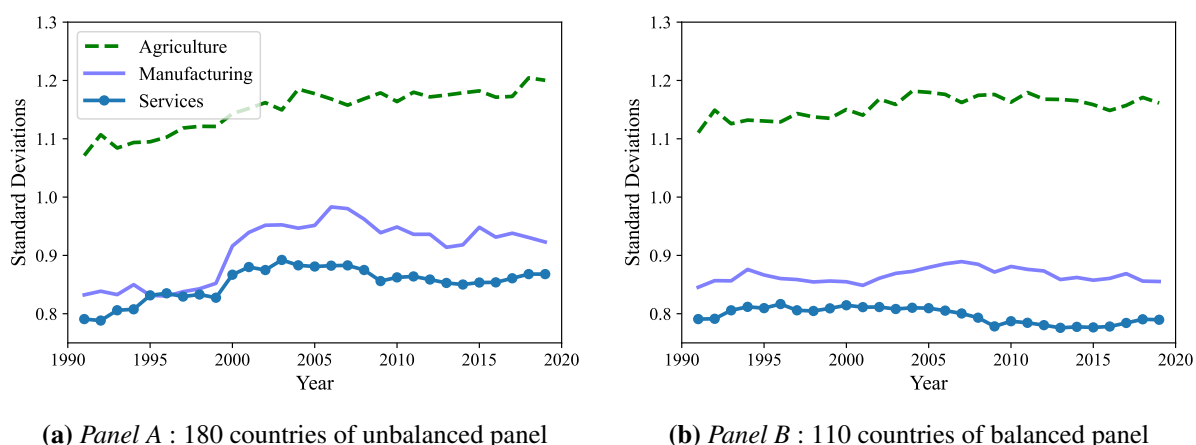 1.3
1.2
1.1
1.0
0.9
0.8
Standard Deviations
Agriculture
Manufacturing
Services
1990 1995 2000 2005 2010 2015 2020
Year
(a) Panel A : 180 countries of unbalanced panel
1.3
1.2
1.1
1.0
0.9
0.8
Standard Deviations
1990 1995 2000 2005 2010 2015 2020
Year
(b) Panel B : 110 countries of balanced panel